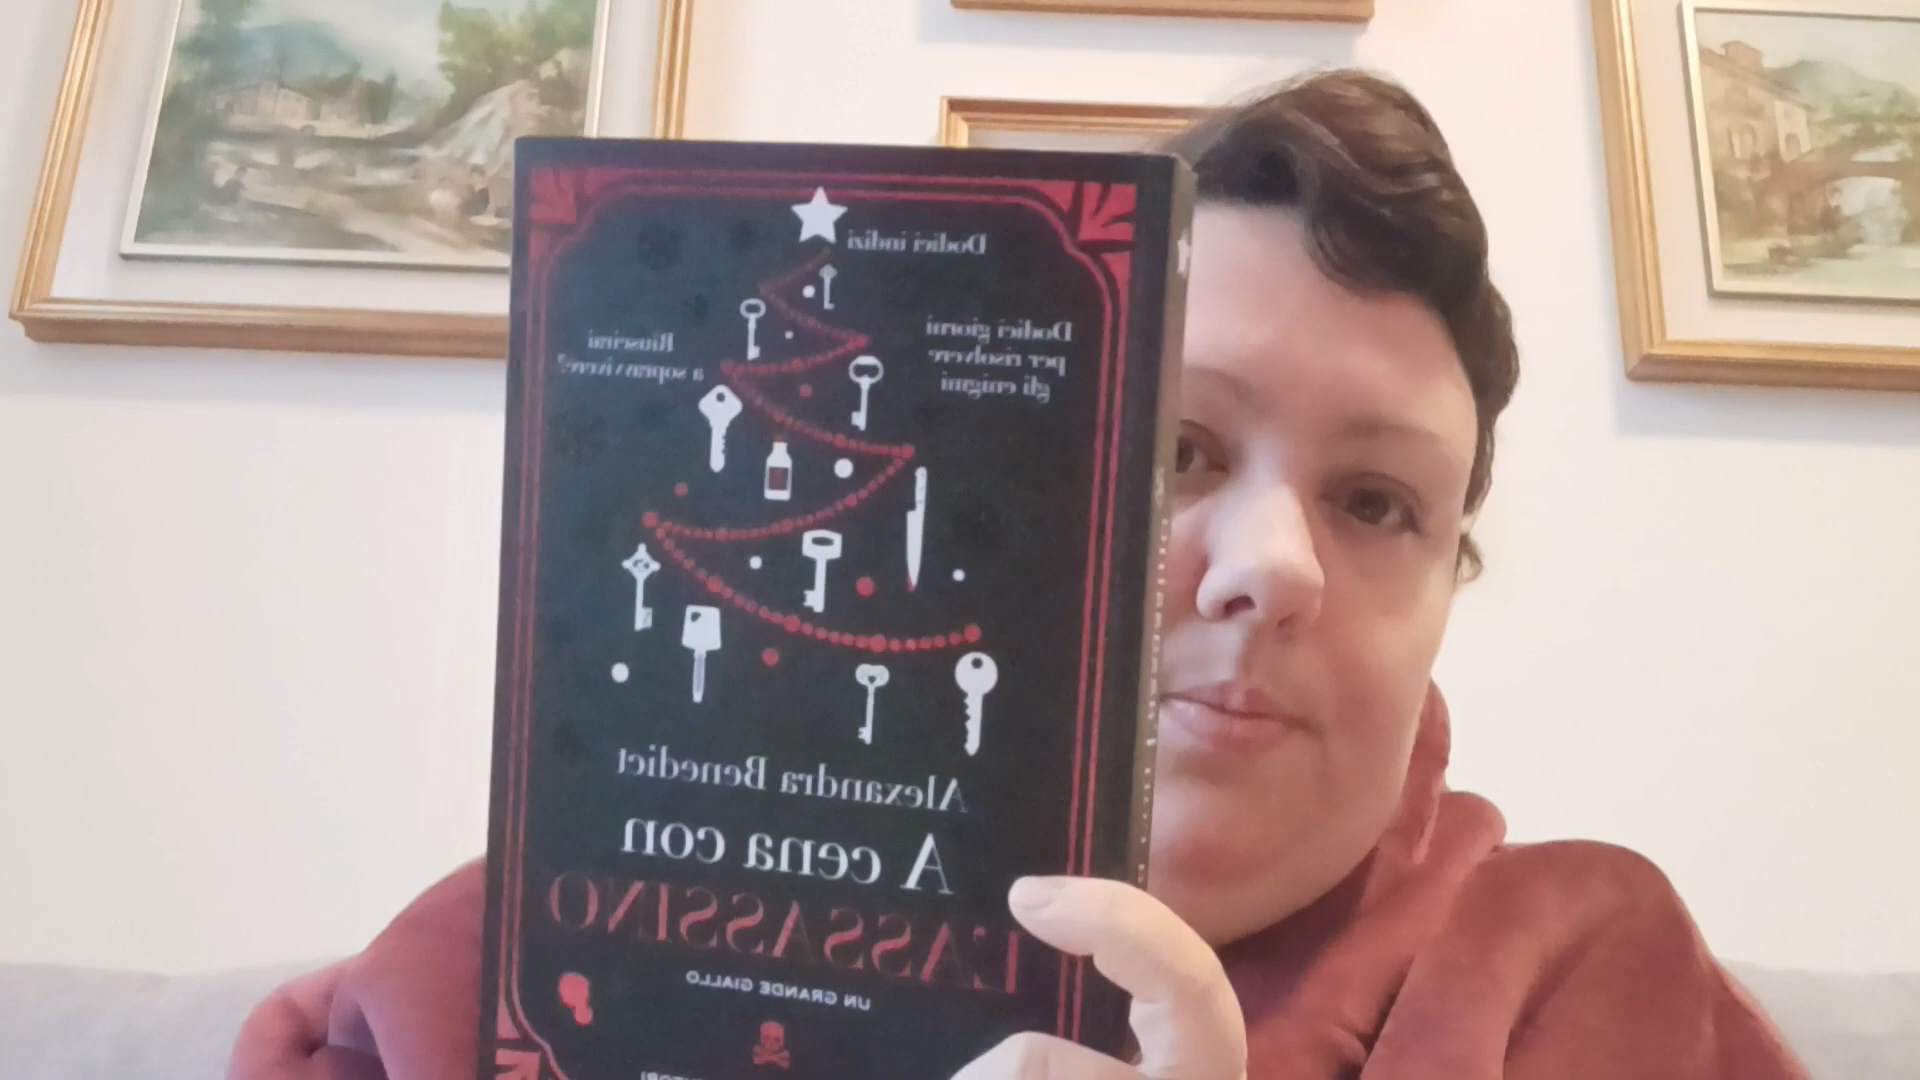 Dodici indizi
Dodici giorni
per risolvere
gli enigmi
Riuscirai
a sopravvivere?
Alexandra Benedict
A cena con
L'ASSASSINO
UN GRANDE GIALLO